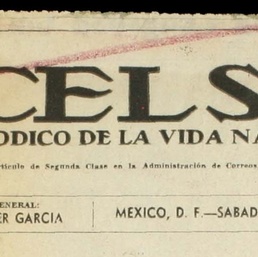 CELS
ODICO DE LA VIDA NA
rtículo de Segunda Clase en la Administración de Correos
ENERAL:
ER GARCIA
MEXICO, D. F.—SABAD